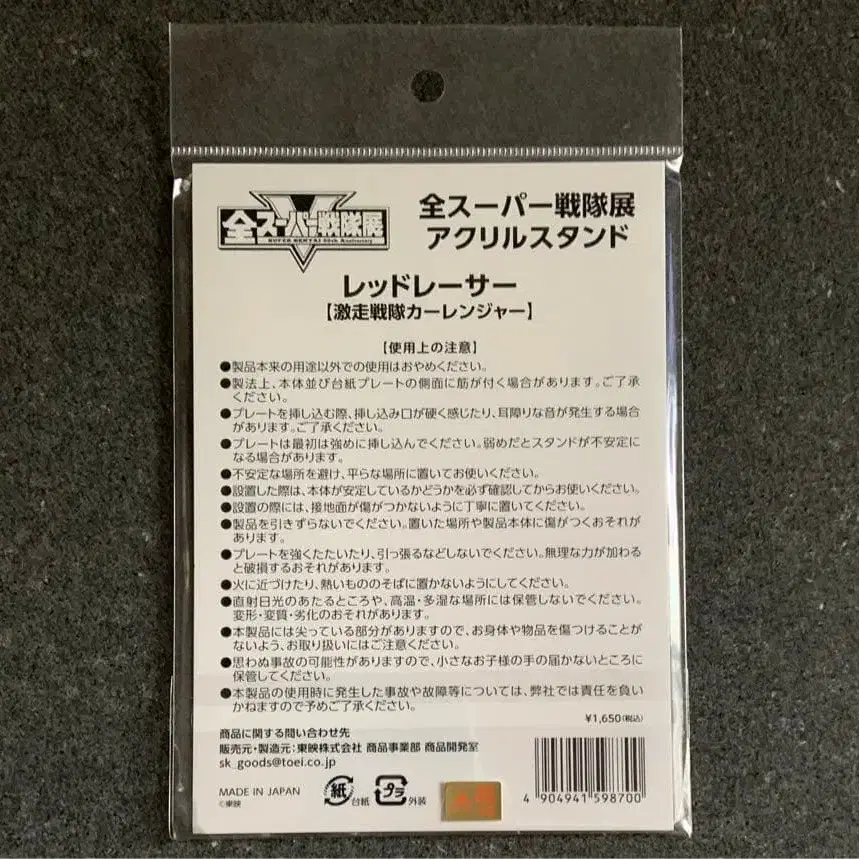 全スーパー戦隊展
SUPER SENTAI 50th Anniversary
全スーパー戦隊展
アクリルスタンド
レッドレーサー
【激走戦隊カーレンジャー】
【使用上の注意】
●製品本来の用途以外での使用はおやめください。
●製法上、本体並び台紙プレートの側面に筋が付く場合があります。ご了承
ください。
●プレートを挿し込む際、挿し込み口が硬く感じたり、耳障りな音が発生する場合
があります。ご了承ください。
●プレートは最初は強めに挿し込んでください。弱めだとスタンドが不安定に
なる場合があります。
●不安定な場所を避け、平らな場所に置いてお使いください。
●設置した際は、本体が安定しているかどうかを必ず確認してからお使いください。
●設置の際には、接地面が傷がつかないように丁寧に置いてください。
●製品を引きずらないでください。置いた場所や製品本体に傷がつくおそれが
あります。
●プレートを強くたたいたり、引っ張るなどしないでください。無理な力が加わる
と破損するおそれがあります。
●火に近づけたり、熱いもののそばに置かないようにしてください。
●直射日光のあたるところや、高温・多湿な場所には保管しないでください。
変形・変質・劣化のおそれがあります。
●本製品には尖っている部分がありますので、お身体や物品を傷つけることが
ないよう、お取り扱いにはご注意ください。
●思わぬ事故の可能性がありますので、小さなお子様の手の届かないところに
保管してください。
●本製品の使用時に発生した事故や故障等については、弊社では責任を負い
かねますので予めご了承ください。
¥1,650(税込)
商品に関する問い合わせ先
販売元・製造元：東映株式会社 商品事業部 商品開発室
sk_goods@toei.co.jp
MADE IN JAPAN
©東映
紙 台紙
プラ 外装
4 904941 598700